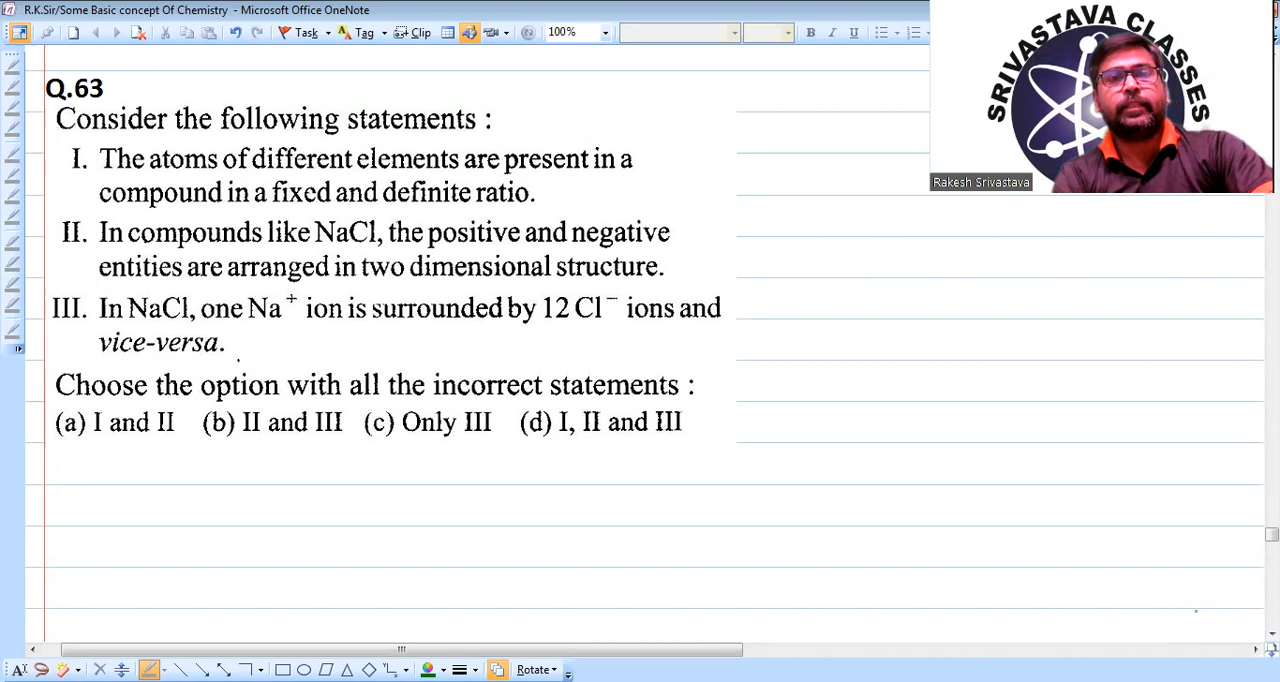 R.K.Sir/Some Basic concept Of Chemistry - Microsoft Office OneNote
Task Tag Clip 100% B I U
SRIVASTAVA CLASSES
Rakesh Srivastava
Q.63
Consider the following statements :
I. The atoms of different elements are present in a
compound in a fixed and definite ratio.
II. In compounds like NaCl, the positive and negative
entities are arranged in two dimensional structure.
III. In NaCl, one Na⁺ ion is surrounded by 12 Cl⁻ ions and
vice-versa.
Choose the option with all the incorrect statements :
(a) I and II (b) II and III (c) Only III (d) I, II and III
Rotate